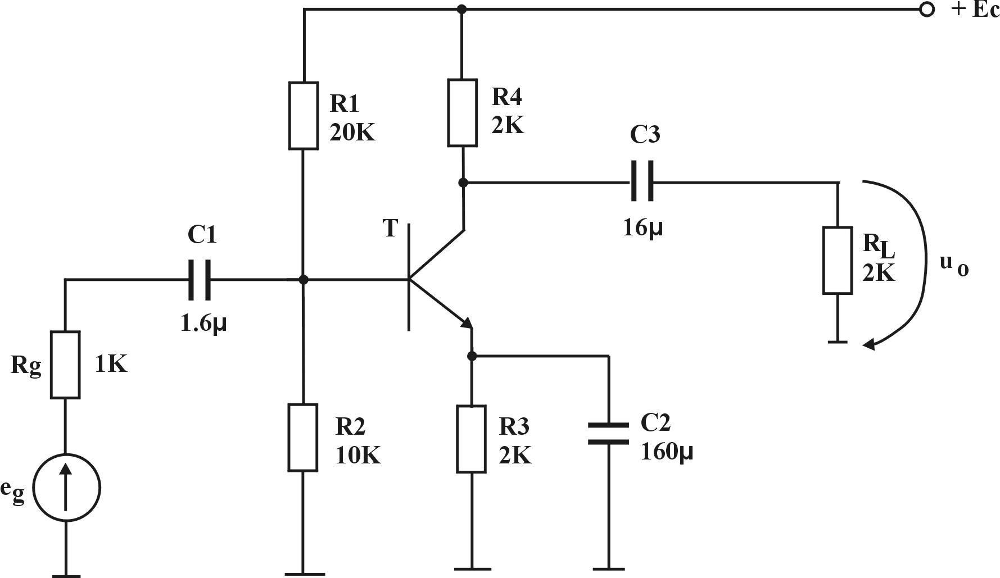 + Ec
R1
20K
R4
2K
C3
16µ
T
C1
1.6µ
RL
2K
uo
Rg
1K
R2
10K
R3
2K
C2
160µ
eg